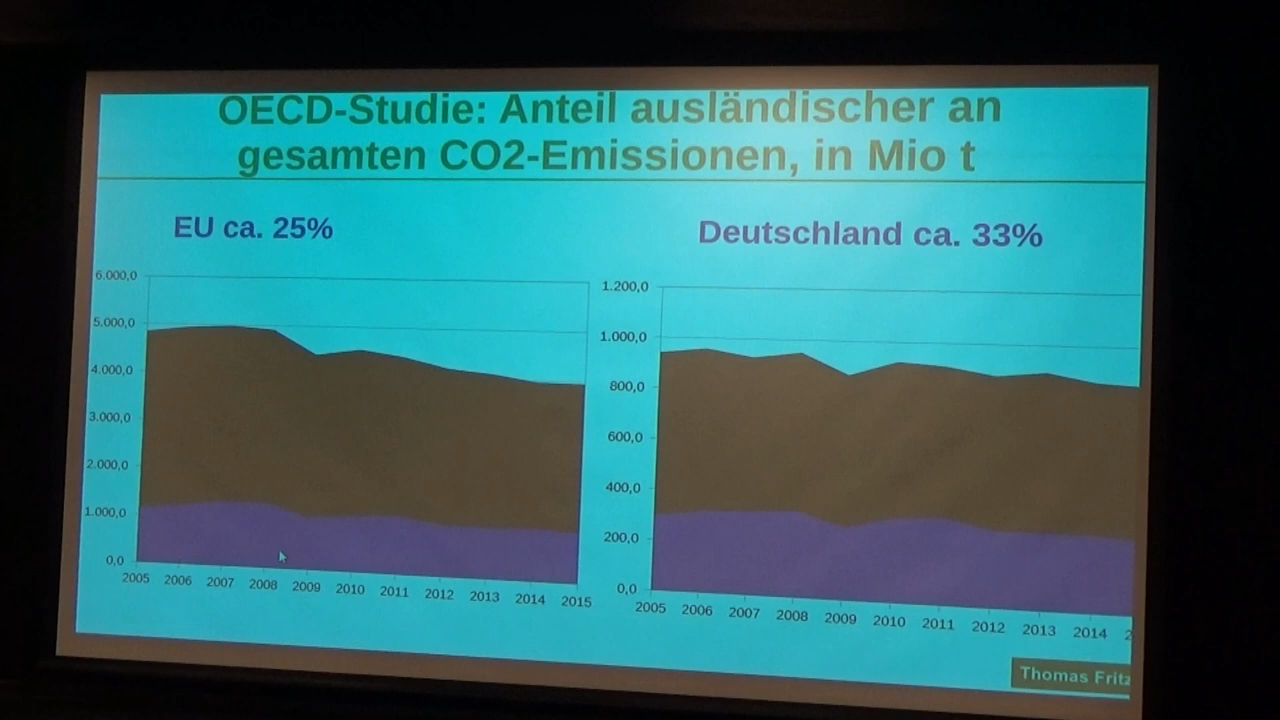 OECD-Studie: Anteil ausländischer an
gesamten CO2-Emissionen, in Mio t
EU ca. 25%
Deutschland ca. 33%
6.000,0
5.000,0
4.000,0
3.000,0
2.000,0
1.000,0
0,0
2005 2006 2007 2008 2009 2010 2011 2012 2013 2014 2015
1.200,0
1.000,0
800,0
600,0
400,0
200,0
0,0
2005 2006 2007 2008 2009 2010 2011 2012 2013 2014 2
Thomas Fritz